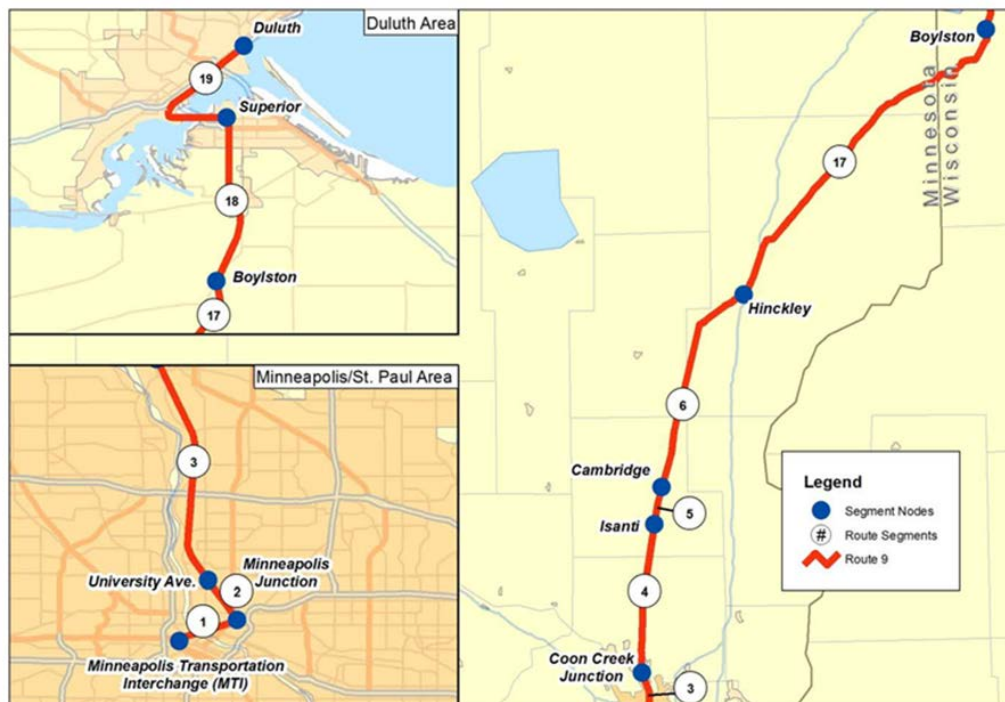 Duluth Area
Duluth
19
Superior
18
Boylston
17
Minneapolis/St. Paul Area
3
University Ave.
Minneapolis
Junction
2
1
Minneapolis Transportation
Interchange (MTI)
Boylston
Minnesota
Wisconsin
17
Hinckley
6
Cambridge
5
Isanti
4
Coon Creek
Junction
3
Legend
Segment Nodes
# Route Segments
Route 9